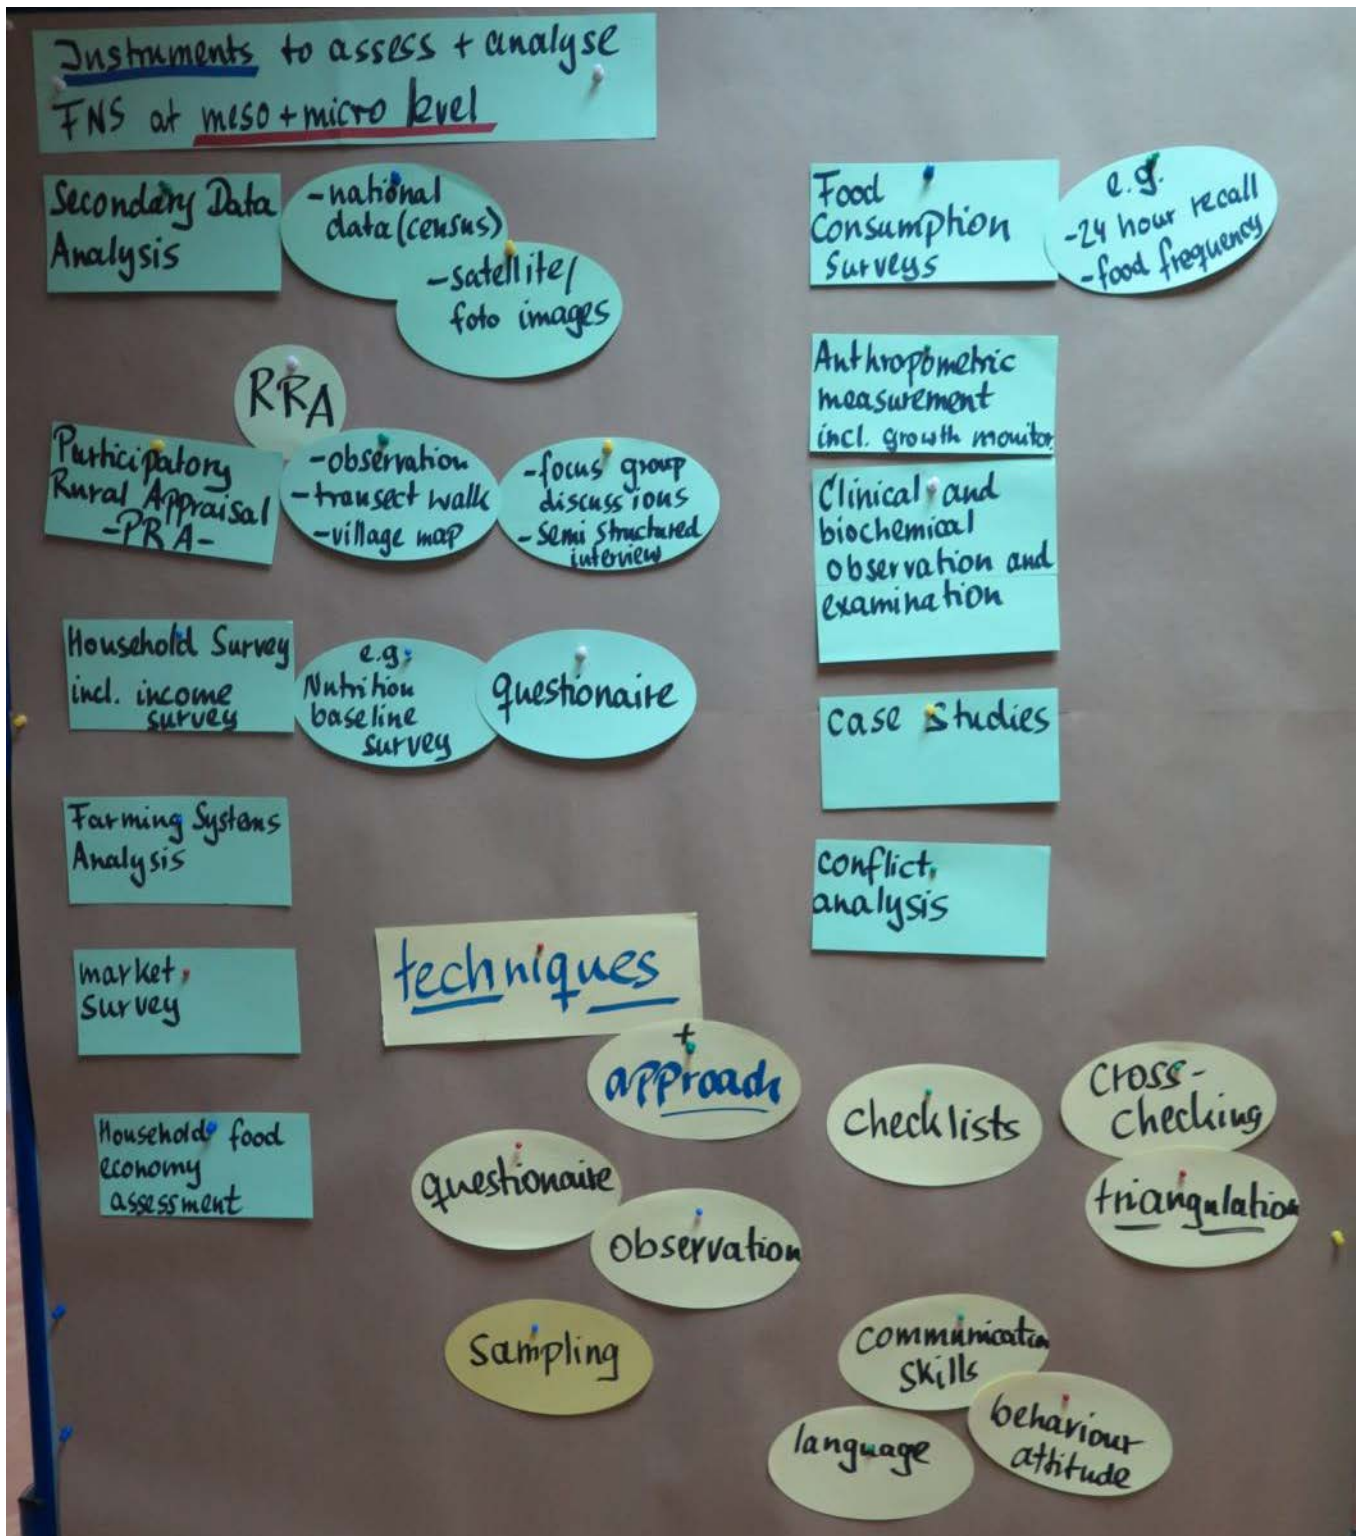 Instruments to assess + analyse
FNS at meso + micro level
Secondary Data
Analysis
- national
data (census)
- satellite/
foto images
RRA
Participatory
Rural Appraisal
- PRA -
- observation
- transect walk
- village map
- focus group
discussions
- semi structured
interview
Household Survey
incl. income
survey
e.g.
Nutrition
baseline
survey
questionaire
Farming Systems
Analysis
market
survey
Household food
economy
assessment
Food
Consumption
Surveys
e.g.
- 24 hour recall
- food frequency
Anthropometric
measurement
incl. growth monitor
Clinical and
biochemical
observation and
examination
case studies
conflict
analysis
techniques
+
approach
questionaire
observation
sampling
checklists
cross-
checking
triangulation
communication
skills
behaviour
attitude
language